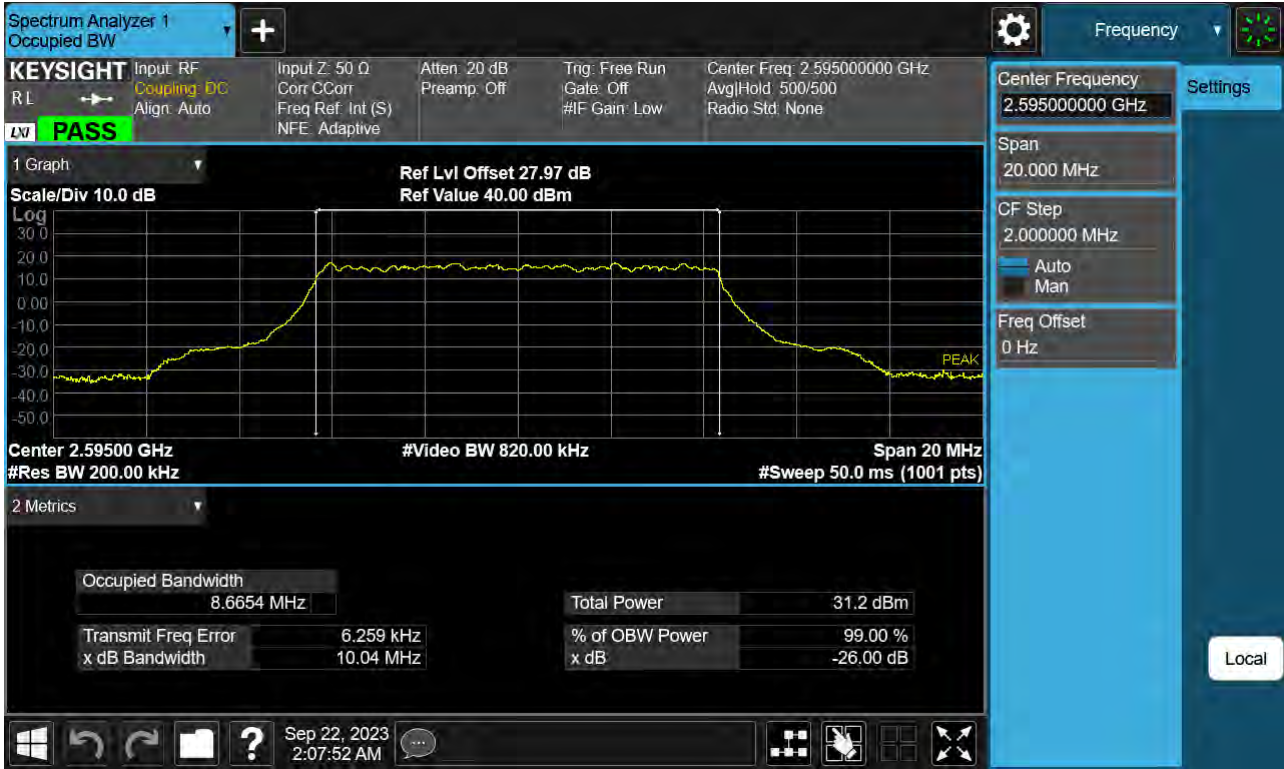 Spectrum Analyzer 1
Occupied BW
Frequency
KEYSIGHT
R L
LXI
PASS
Input: RF
Coupling: DC
Align: Auto
Input Z: 50 Ω
Corr CCorr
Freq Ref: Int (S)
NFE: Adaptive
Atten: 20 dB
Preamp: Off
Trig: Free Run
Gate: Off
#IF Gain: Low
Center Freq: 2.595000000 GHz
Avg|Hold: 500/500
Radio Std: None
Center Frequency
2.595000000 GHz
Settings
Span
20.000 MHz
CF Step
2.000000 MHz
Auto
Man
Freq Offset
0 Hz
Local
1 Graph
Scale/Div 10.0 dB
Ref Lvl Offset 27.97 dB
Ref Value 40.00 dBm
Log
30.0
20.0
10.0
0.00
-10.0
-20.0
-30.0
-40.0
-50.0
PEAK
Center 2.59500 GHz
#Video BW 820.00 kHz
Span 20 MHz
#Res BW 200.00 kHz
#Sweep 50.0 ms (1001 pts)
2 Metrics
Occupied Bandwidth
8.6654 MHz
Total Power 31.2 dBm
Transmit Freq Error 6.259 kHz
% of OBW Power 99.00 %
x dB Bandwidth 10.04 MHz
x dB -26.00 dB
Sep 22, 2023
2:07:52 AM